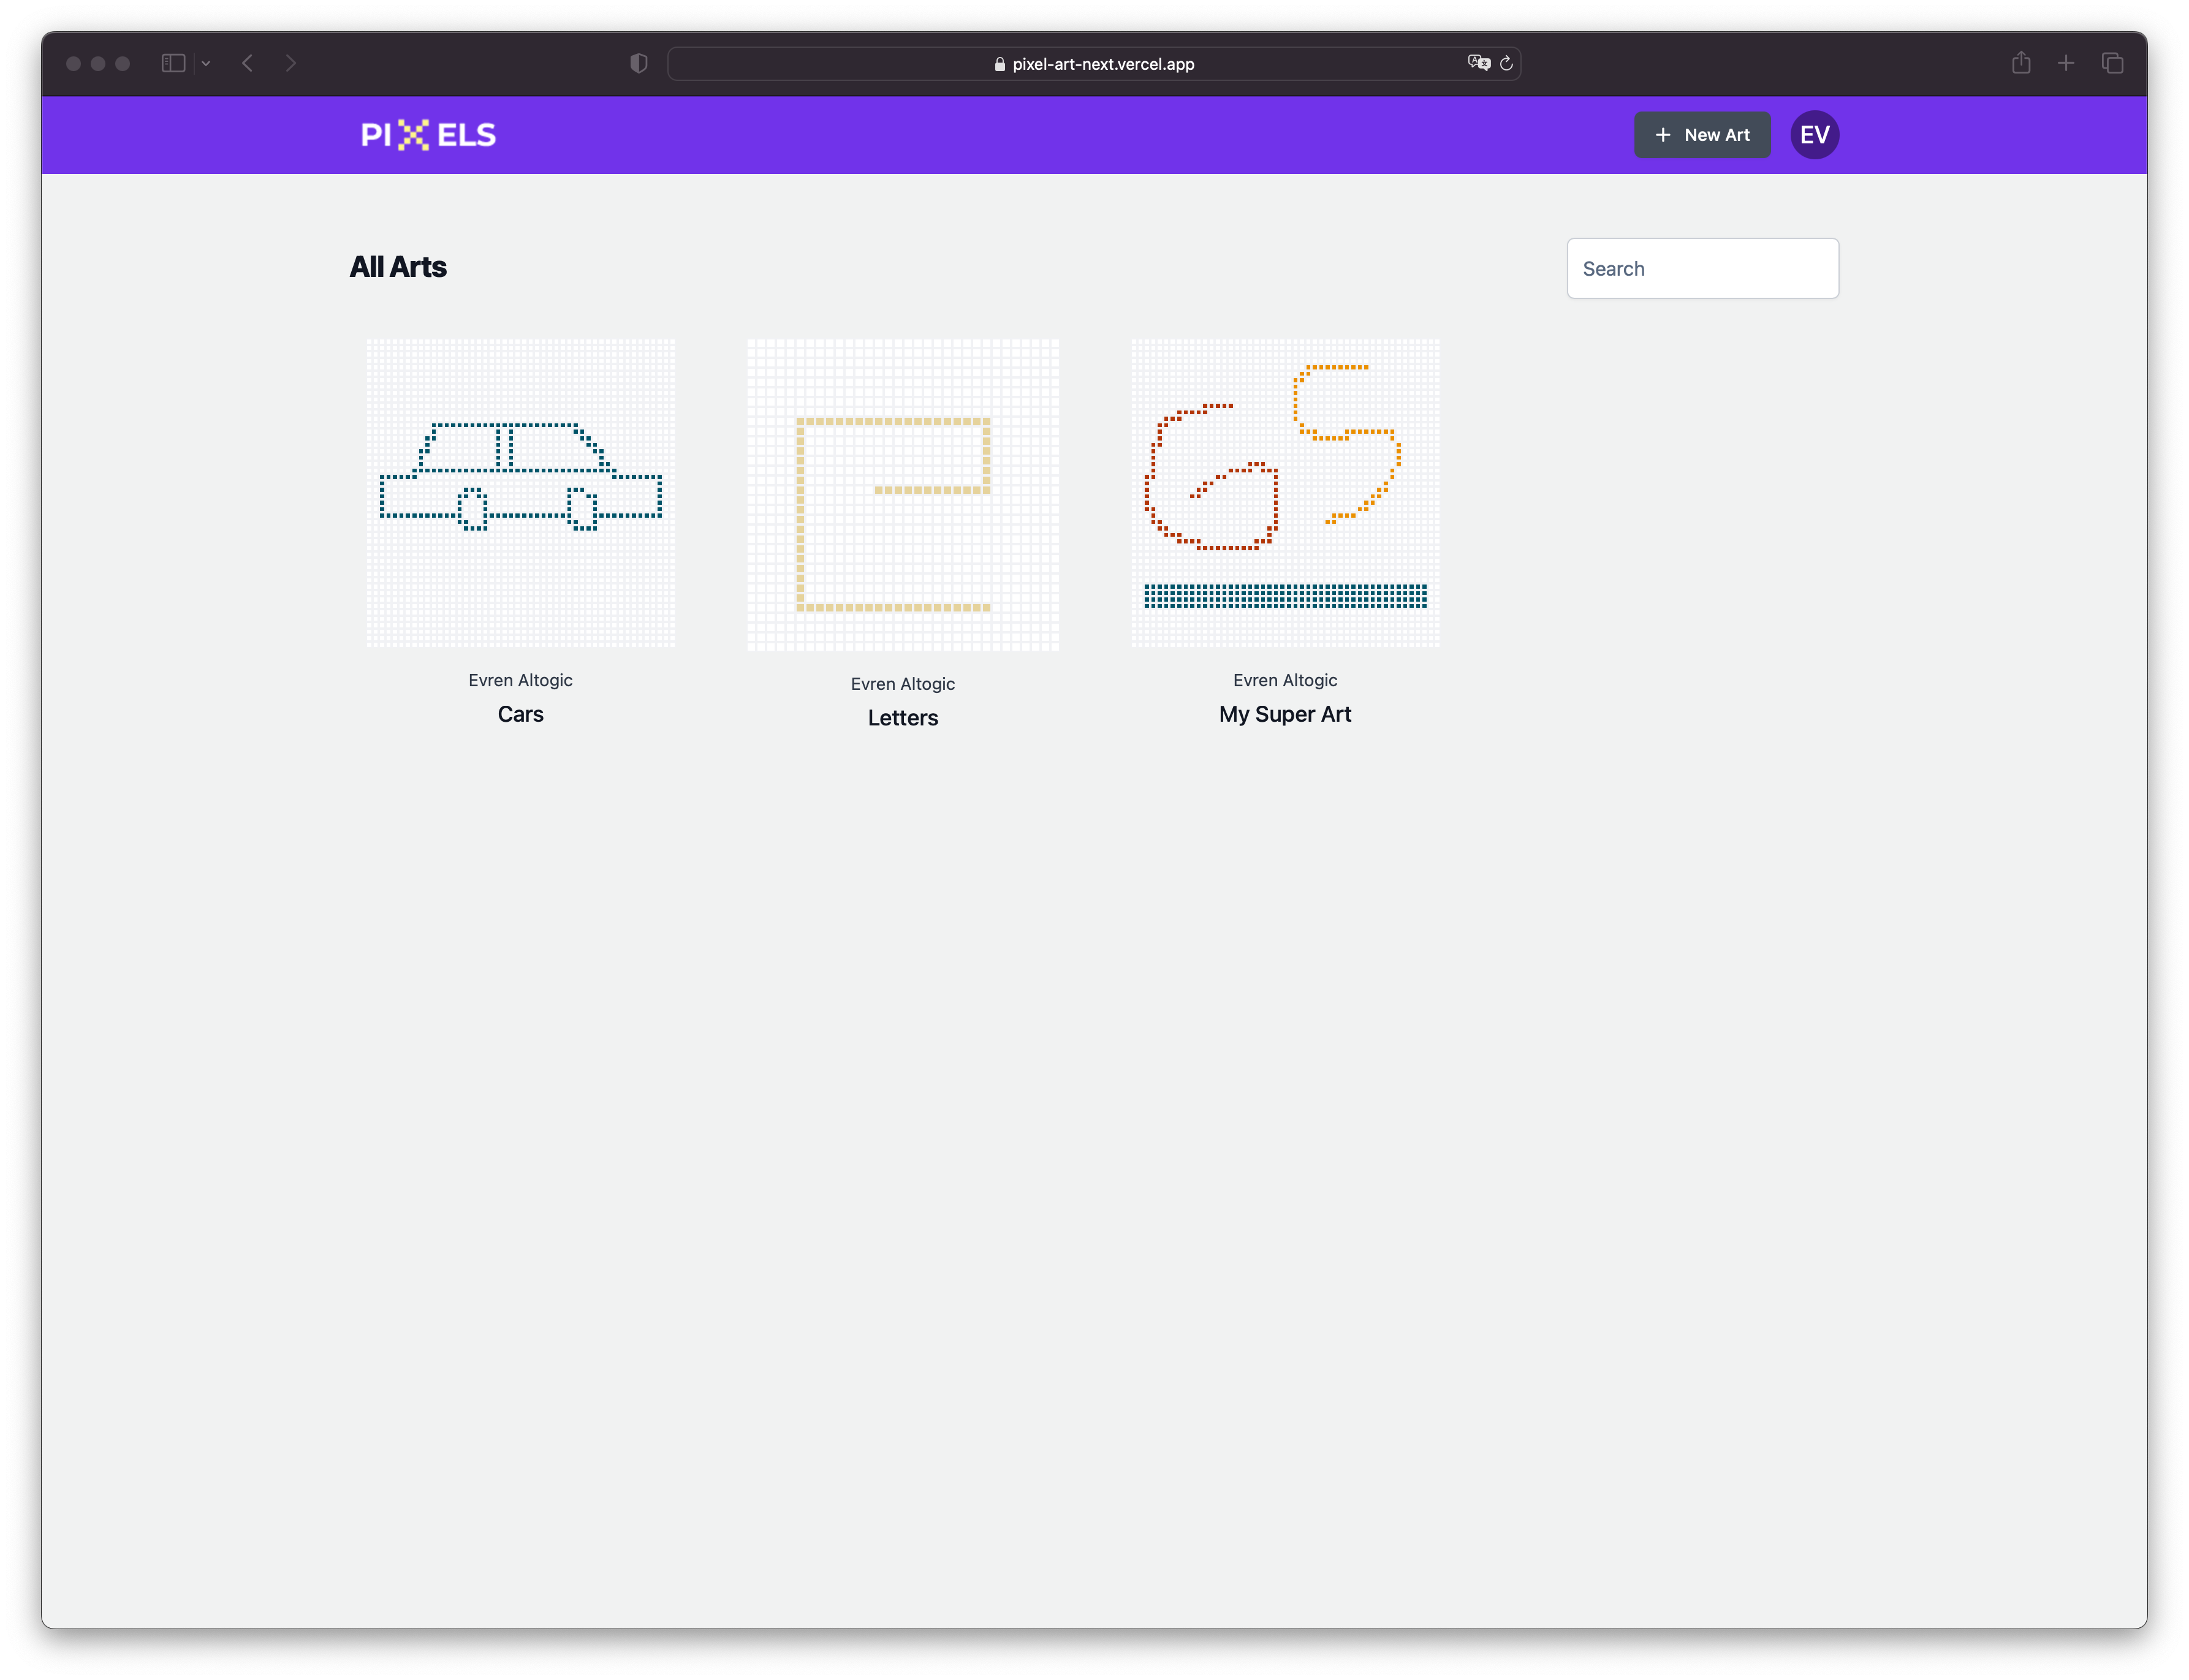 pixel-art-next.vercel.app
PIXELS
+ New Art
EV
All Arts
Search
Evren Altogic
Cars
Evren Altogic
Letters
Evren Altogic
My Super Art